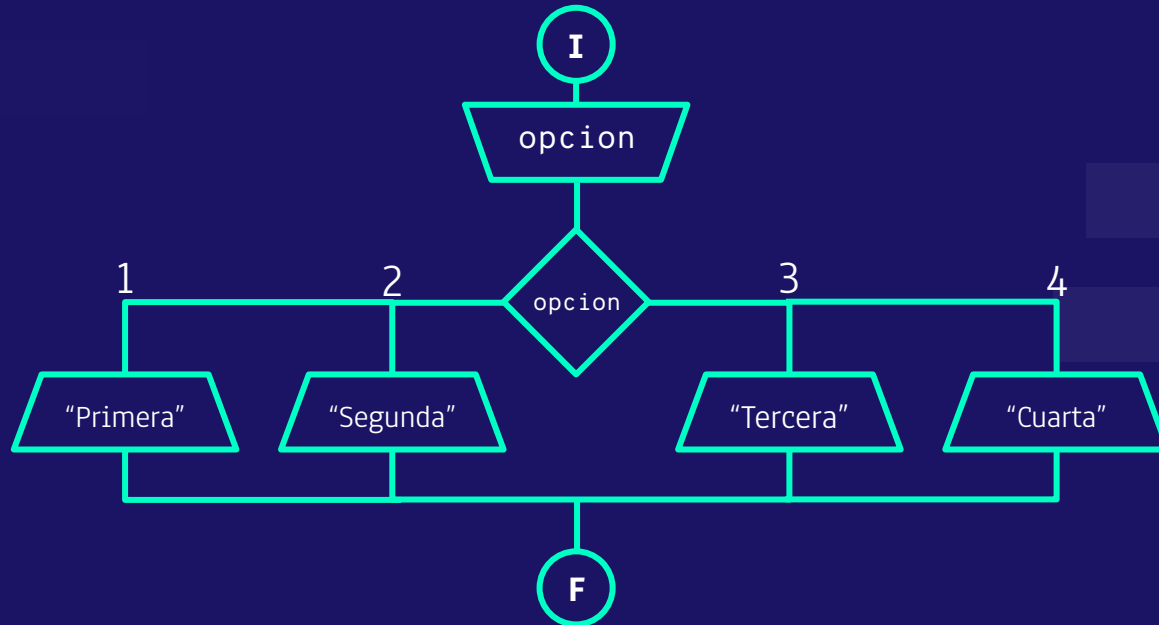 I
opcion
opcion
1
2
3
4
“Primera”
“Segunda”
“Tercera”
“Cuarta”
F